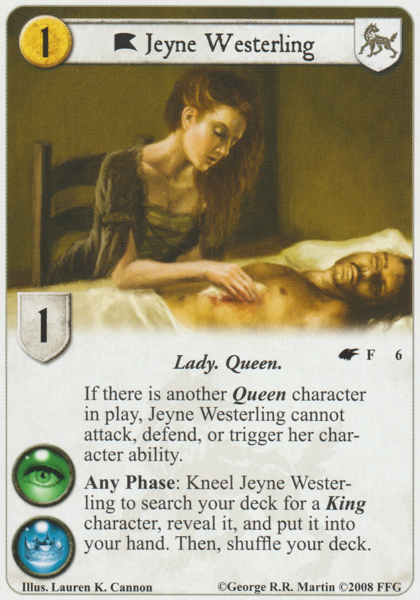 1 Jeyne Westerling
1
Lady. Queen.
F 6
If there is another Queen character
in play, Jeyne Westerling cannot
attack, defend, or trigger her char-
acter ability.
Any Phase: Kneel Jeyne Wester-
ling to search your deck for a King
character, reveal it, and put it into
your hand. Then, shuffle your deck.
Illus. Lauren K. Cannon ©George R.R. Martin ©2008 FFG